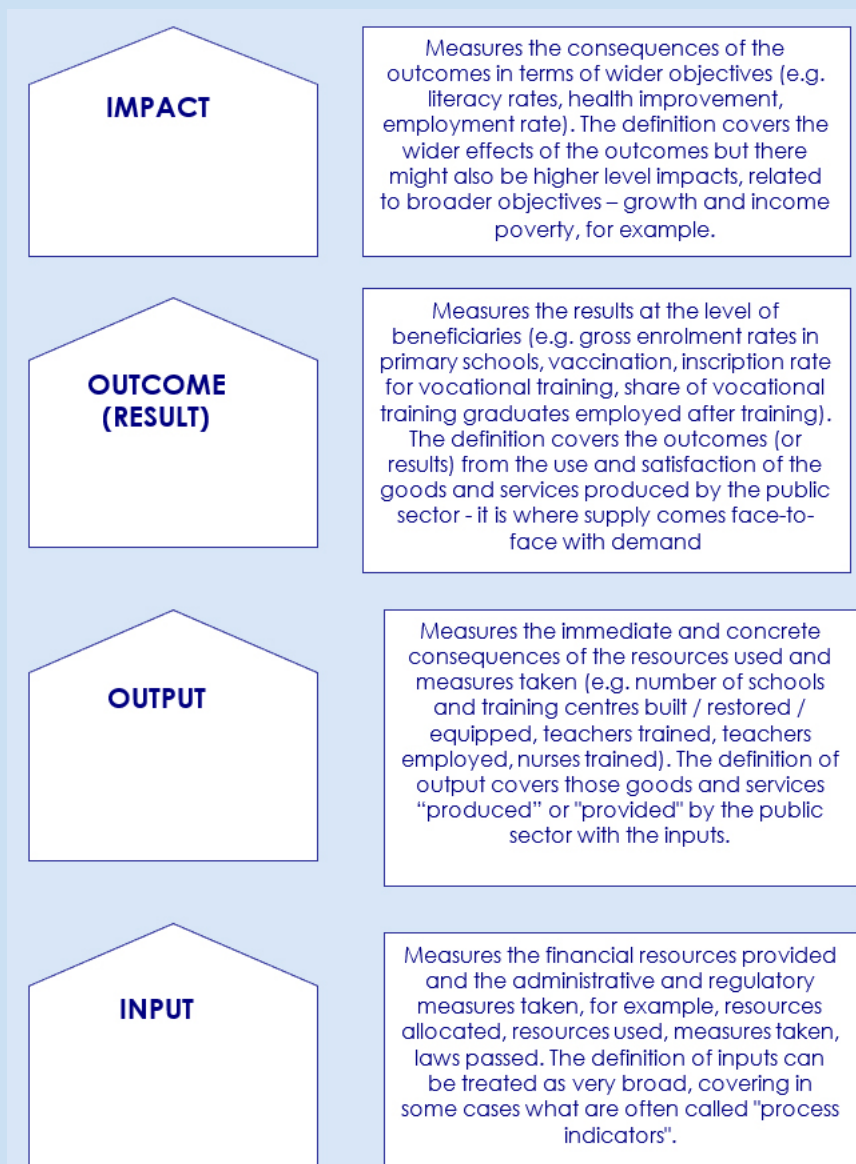 IMPACT
Measures the consequences of the
outcomes in terms of wider objectives (e.g.
literacy rates, health improvement,
employment rate). The definition covers the
wider effects of the outcomes but there
might also be higher level impacts, related
to broader objectives – growth and income
poverty, for example.
OUTCOME
(RESULT)
Measures the results at the level of
beneficiaries (e.g. gross enrolment rates in
primary schools, vaccination, inscription rate
for vocational training, share of vocational
training graduates employed after training).
The definition covers the outcomes (or
results) from the use and satisfaction of the
goods and services produced by the public
sector - it is where supply comes face-to-
face with demand
OUTPUT
Measures the immediate and concrete
consequences of the resources used and
measures taken (e.g. number of schools
and training centres built / restored /
equipped, teachers trained, teachers
employed, nurses trained). The definition of
output covers those goods and services
“produced” or "provided" by the public
sector with the inputs.
INPUT
Measures the financial resources provided
and the administrative and regulatory
measures taken, for example, resources
allocated, resources used, measures taken,
laws passed. The definition of inputs can
be treated as very broad, covering in
some cases what are often called "process
indicators".